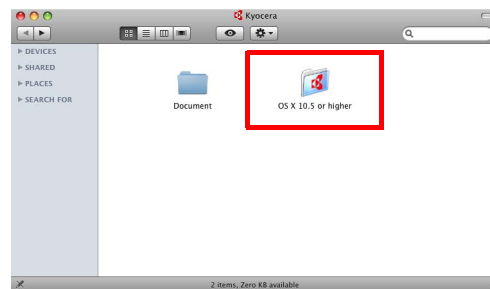 Kyocera
DEVICES
SHARED
PLACES
SEARCH FOR
Document
OS X 10.5 or higher
2 items, Zero KB available